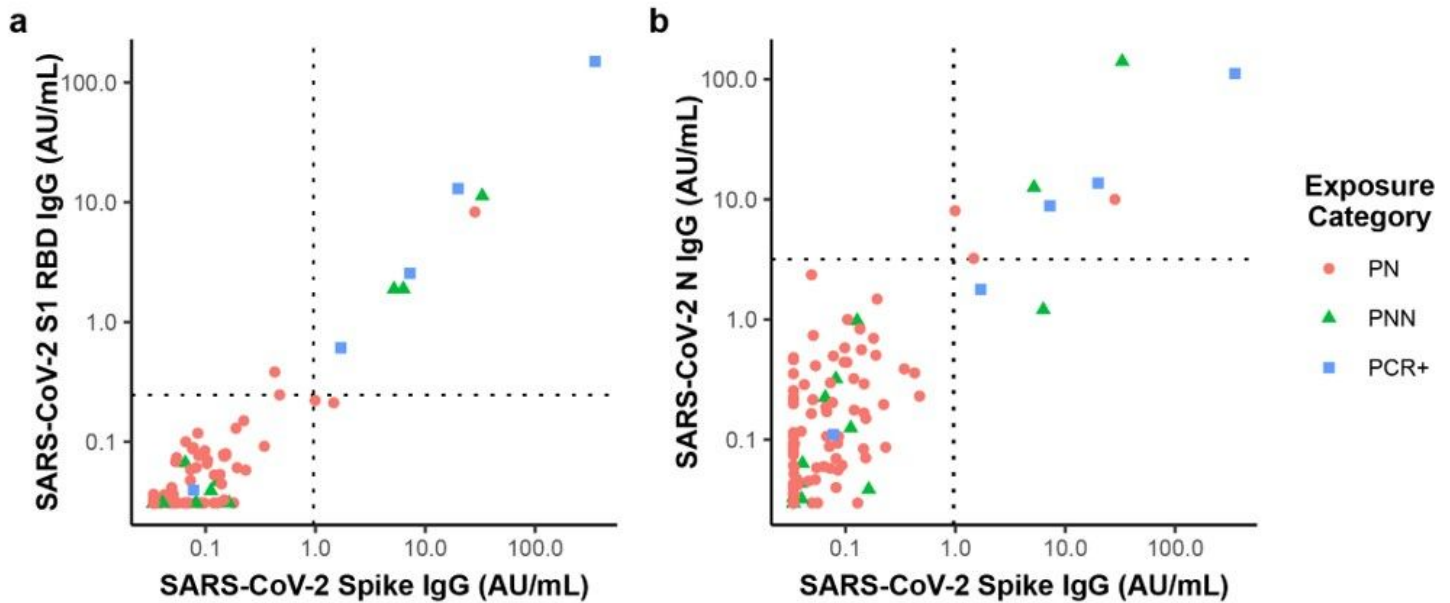 a
SARS-CoV-2 S1 RBD IgG (AU/mL)
100.0
10.0
1.0
0.1
0.1 1.0 10.0 100.0
SARS-CoV-2 Spike IgG (AU/mL)
b
SARS-CoV-2 N IgG (AU/mL)
100.0
10.0
1.0
0.1
0.1 1.0 10.0 100.0
SARS-CoV-2 Spike IgG (AU/mL)
Exposure
Category
PN
PNN
PCR+